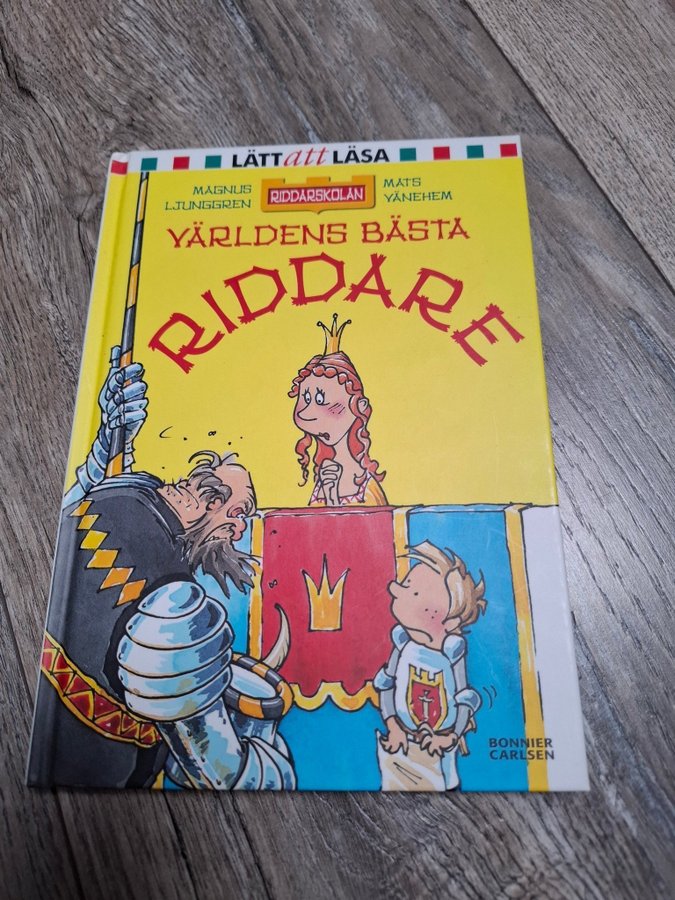 LÄTT att LÄSA
MAGNUS LJUNGGREN
RIDDARSKOLAN
MATS VÄNEHEM
VÄRLDENS BÄSTA
RIDDARE
BONNIER
CARLSEN